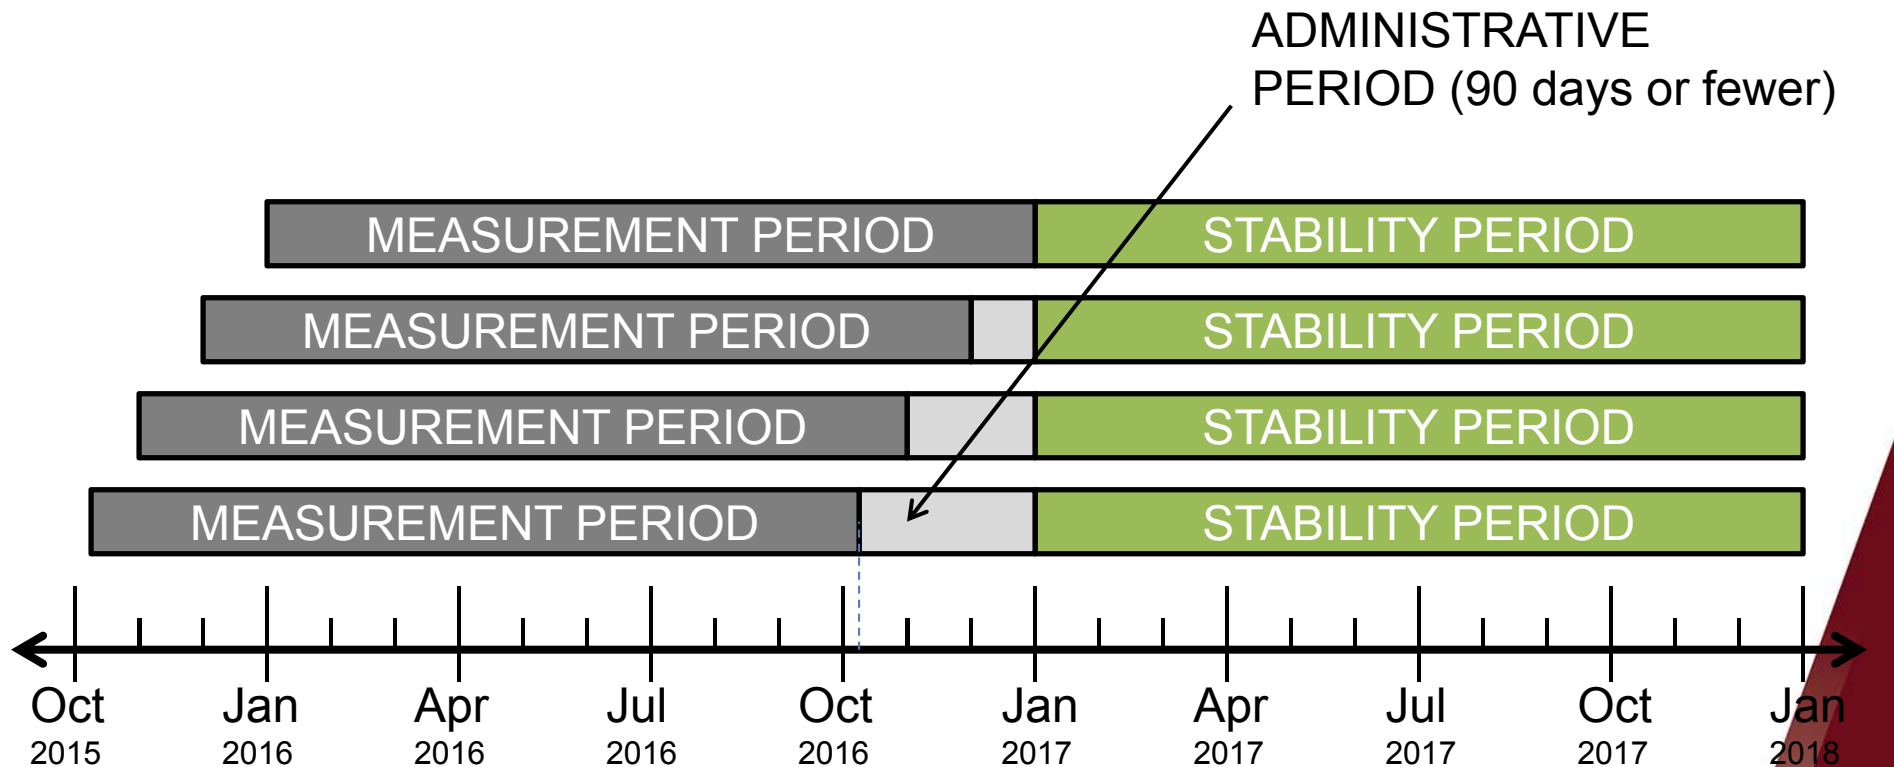 ADMINISTRATIVE
PERIOD (90 days or fewer)
MEASUREMENT PERIOD STABILITY PERIOD
MEASUREMENT PERIOD STABILITY PERIOD
MEASUREMENT PERIOD STABILITY PERIOD
MEASUREMENT PERIOD STABILITY PERIOD
Oct Jan Apr Jul Oct Jan Apr Jul Oct Jan
2015 2016 2016 2016 2016 2017 2017 2017 2017 2018